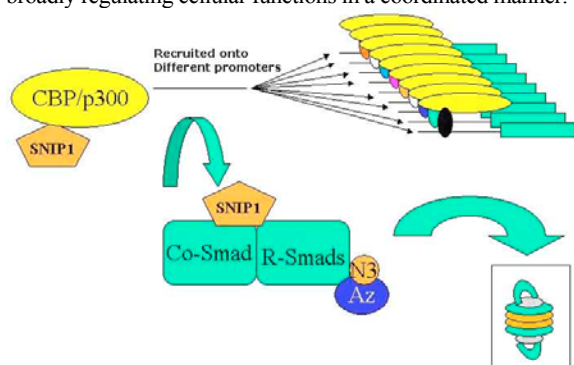 broadly regulating cellular functions in a coordinated manner.
Recruited onto
Different promoters
CBP/p300
SNIP1
SNIP1
Co-Smad
R-Smads
N3
Az